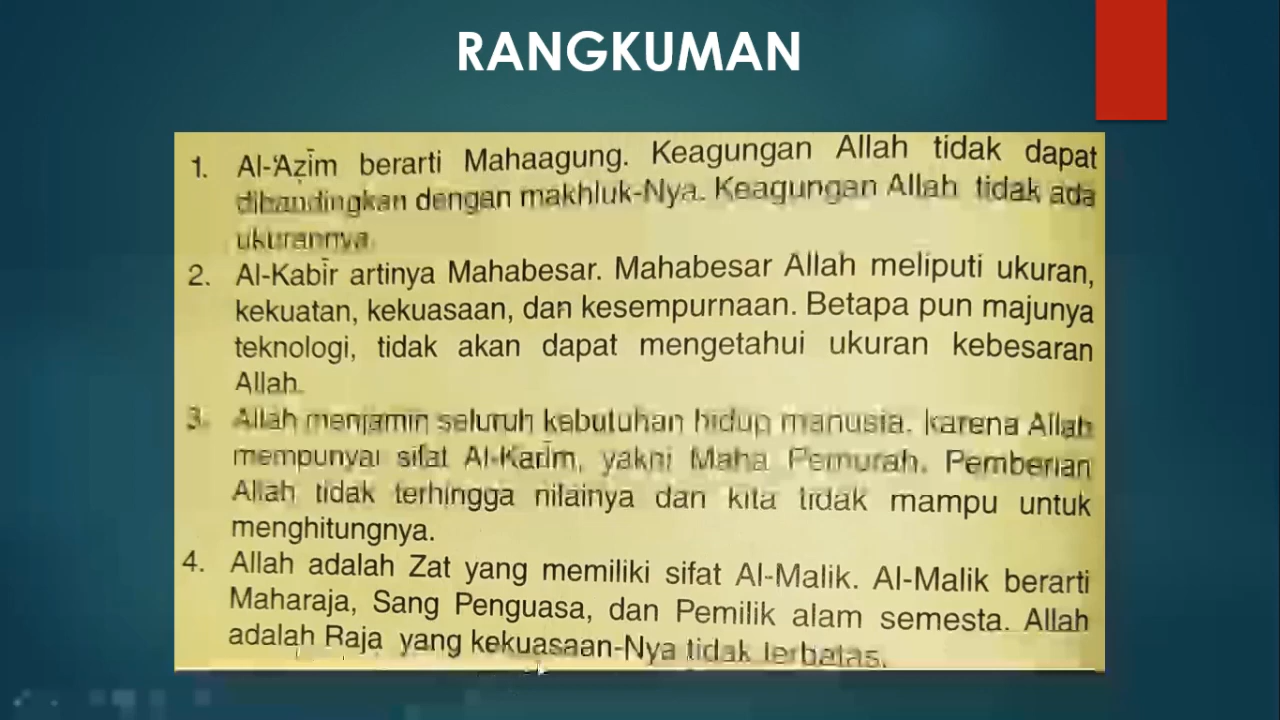 RANGKUMAN
1. Al-‘Aẓīm berarti Mahaagung. Keagungan Allah tidak dapat
dibandingkan dengan makhluk-Nya. Keagungan Allah tidak ada
ukurannya.
2. Al-Kabīr artinya Mahabesar. Mahabesar Allah meliputi ukuran,
kekuatan, kekuasaan, dan kesempurnaan. Betapa pun majunya
teknologi, tidak akan dapat mengetahui ukuran kebesaran
Allah.
3. Allah menjamin seluruh kebutuhan hidup manusia. karena Allah
mempunyai sifat Al-Karīm, yakni Maha Pemurah. Pemberian
Allah tidak terhingga nilainya dan kita tidak mampu untuk
menghitungnya.
4. Allah adalah Zat yang memiliki sifat Al-Malik. Al-Malik berarti
Maharaja, Sang Penguasa, dan Pemilik alam semesta. Allah
adalah Raja yang kekuasaan-Nya tidak terbatas.